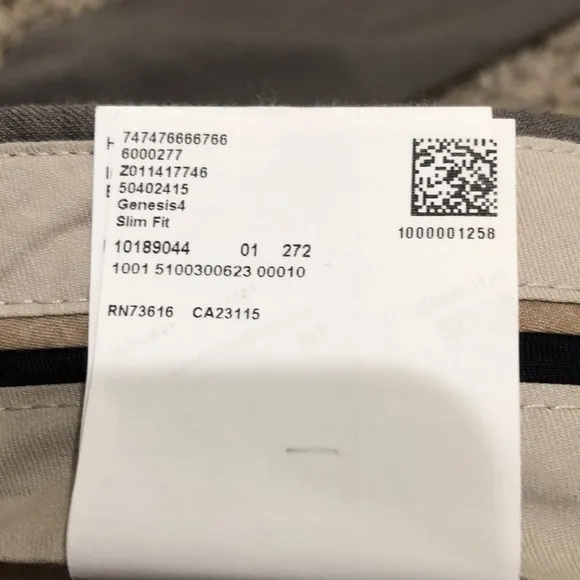 747476666766
6000277
Z011417746
50402415
Genesis4
Slim Fit
10189044 01 272
1001 5100300623 00010
1000001258
RN73616 CA23115